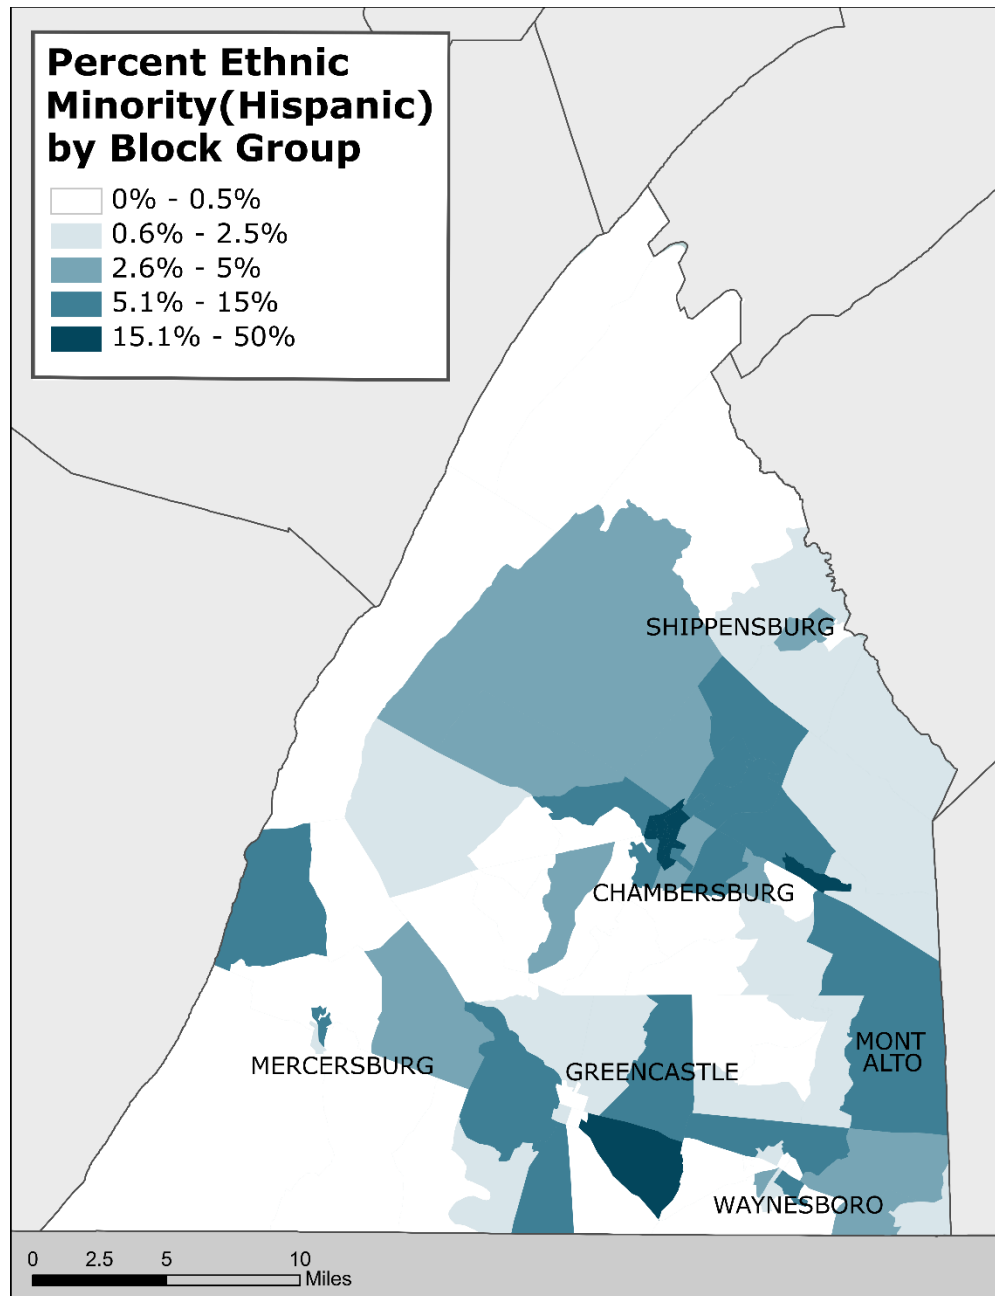 Percent Ethnic
Minority(Hispanic)
by Block Group
0% - 0.5%
0.6% - 2.5%
2.6% - 5%
5.1% - 15%
15.1% - 50%
SHIPPENSBURG
CHAMBERSBURG
MONT
ALTO
MERCERSBURG
GREENCASTLE
WAYNESBORO
0 2.5 5 10
Miles